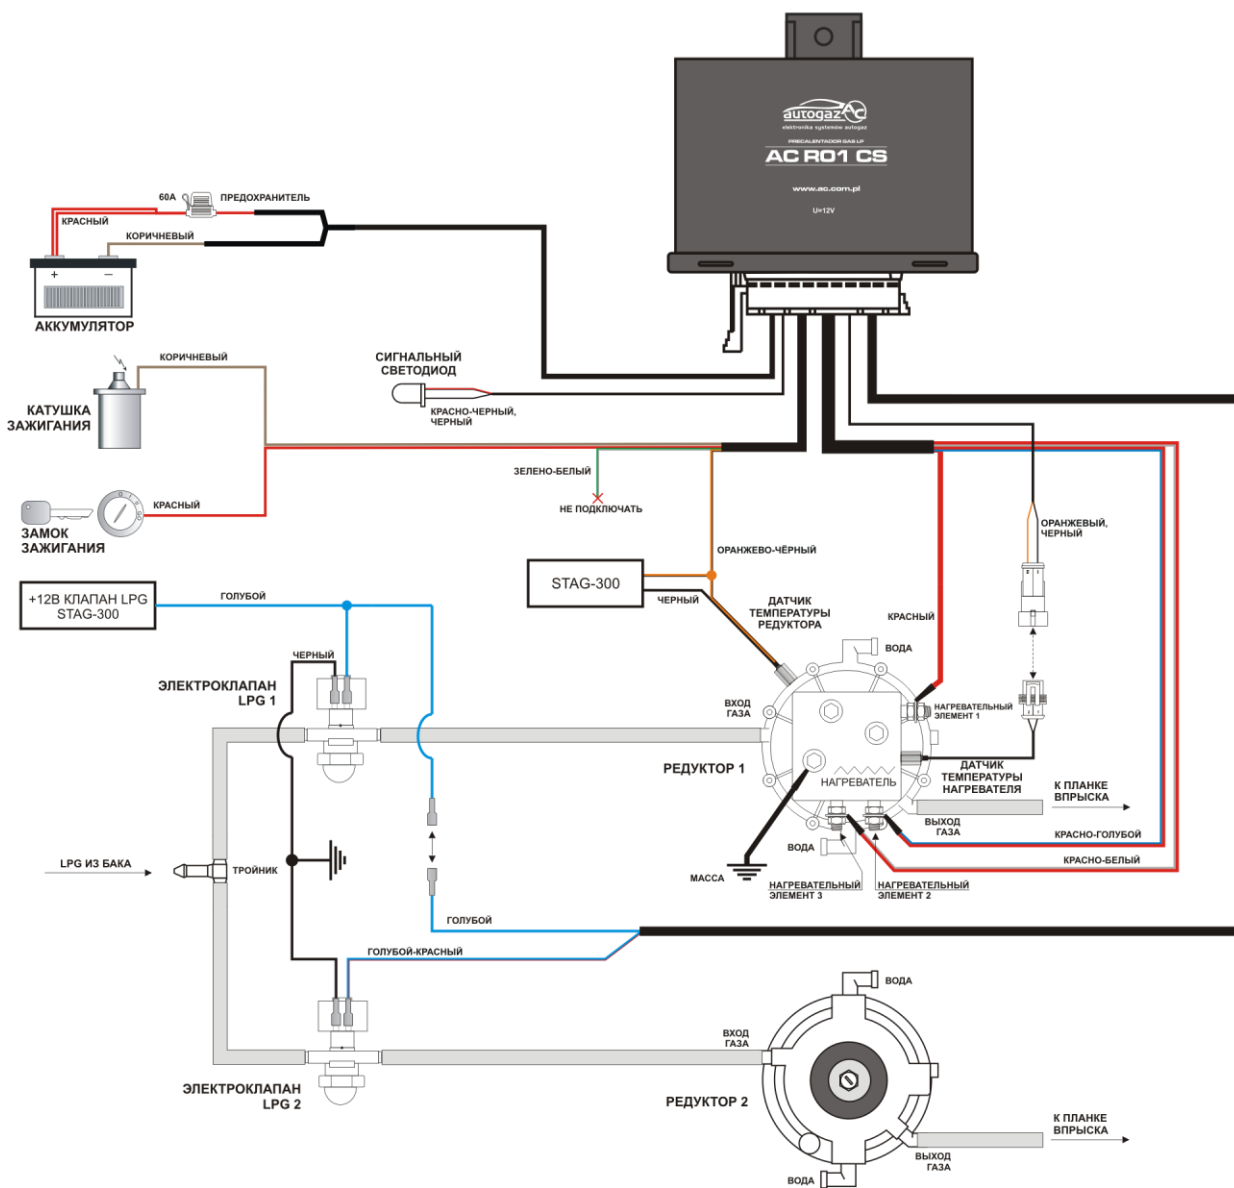 autogaz AC
elektronika systemów autogaz
PRECALENTADOR GAS LP
AC R01 CS
www.ac.com.pl
U=12V
60A
ПРЕДОХРАНИТЕЛЬ
КРАСНЫЙ
КОРИЧНЕВЫЙ
+
–
АККУМУЛЯТОР
КОРИЧНЕВЫЙ
КАТУШКА
ЗАЖИГАНИЯ
СИГНАЛЬНЫЙ
СВЕТОДИОД
КРАСНО-ЧЕРНЫЙ,
ЧЕРНЫЙ
ЗЕЛЕНО-БЕЛЫЙ
НЕ ПОДКЛЮЧАТЬ
КРАСНЫЙ
ЗАМОК
ЗАЖИГАНИЯ
ОРАНЖЕВЫЙ,
ЧЕРНЫЙ
ОРАНЖЕВО-ЧЁРНЫЙ
STAG-300
ЧЕРНЫЙ
+12В КЛАПАН LPG
STAG-300
ГОЛУБОЙ
ДАТЧИК
ТЕМПЕРАТУРЫ
РЕДУКТОРА
КРАСНЫЙ
ВОДА
ЧЕРНЫЙ
ЭЛЕКТРОКЛАПАН
LPG 1
ВХОД
ГАЗА
НАГРЕВАТЕЛЬНЫЙ
ЭЛЕМЕНТ 1
РЕДУКТОР 1
НАГРЕВАТЕЛЬ
ДАТЧИК
ТЕМПЕРАТУРЫ
НАГРЕВАТЕЛЯ
К ПЛАНКЕ
ВПРЫСКА
ВЫХОД
ГАЗА
КРАСНО-ГОЛУБОЙ
ВОДА
КРАСНО-БЕЛЫЙ
LPG ИЗ БАКА
ТРОЙНИК
МАССА
НАГРЕВАТЕЛЬНЫЙ
ЭЛЕМЕНТ 3
НАГРЕВАТЕЛЬНЫЙ
ЭЛЕМЕНТ 2
ГОЛУБОЙ
ГОЛУБОЙ-КРАСНЫЙ
ВОДА
ВХОД
ГАЗА
ЭЛЕКТРОКЛАПАН
LPG 2
РЕДУКТОР 2
К ПЛАНКЕ
ВПРЫСКА
ВЫХОД
ГАЗА
ВОДА